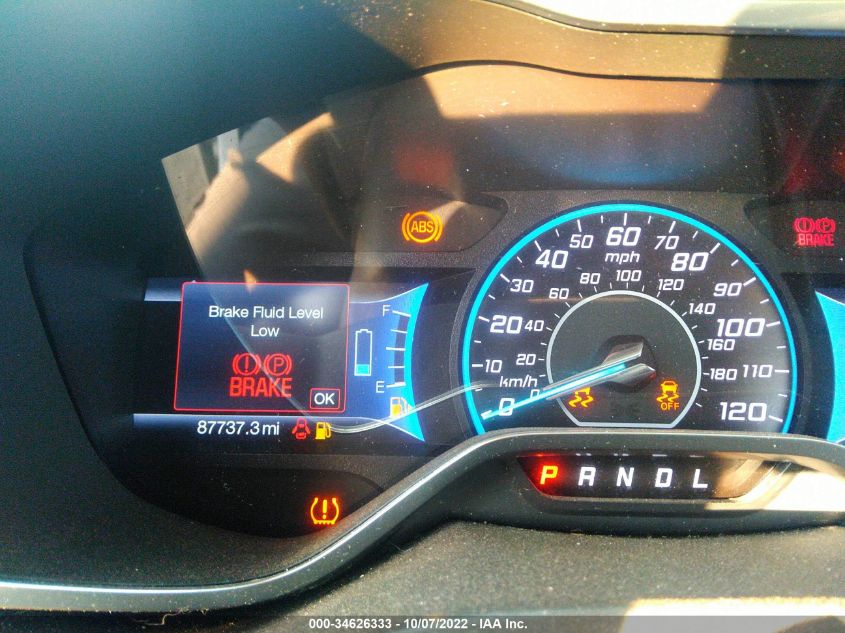 ABS
BRAKE
Brake Fluid Level
Low
BRAKE
OK
F
E
87737.3 mi
0 10 20 30 40 50 60 70 80 90 100 110 120
mph
0 20 40 60 80 100 120 140 160 180
km/h
OFF
P R N D L
000-34626333 - 10/07/2022 - IAA Inc.